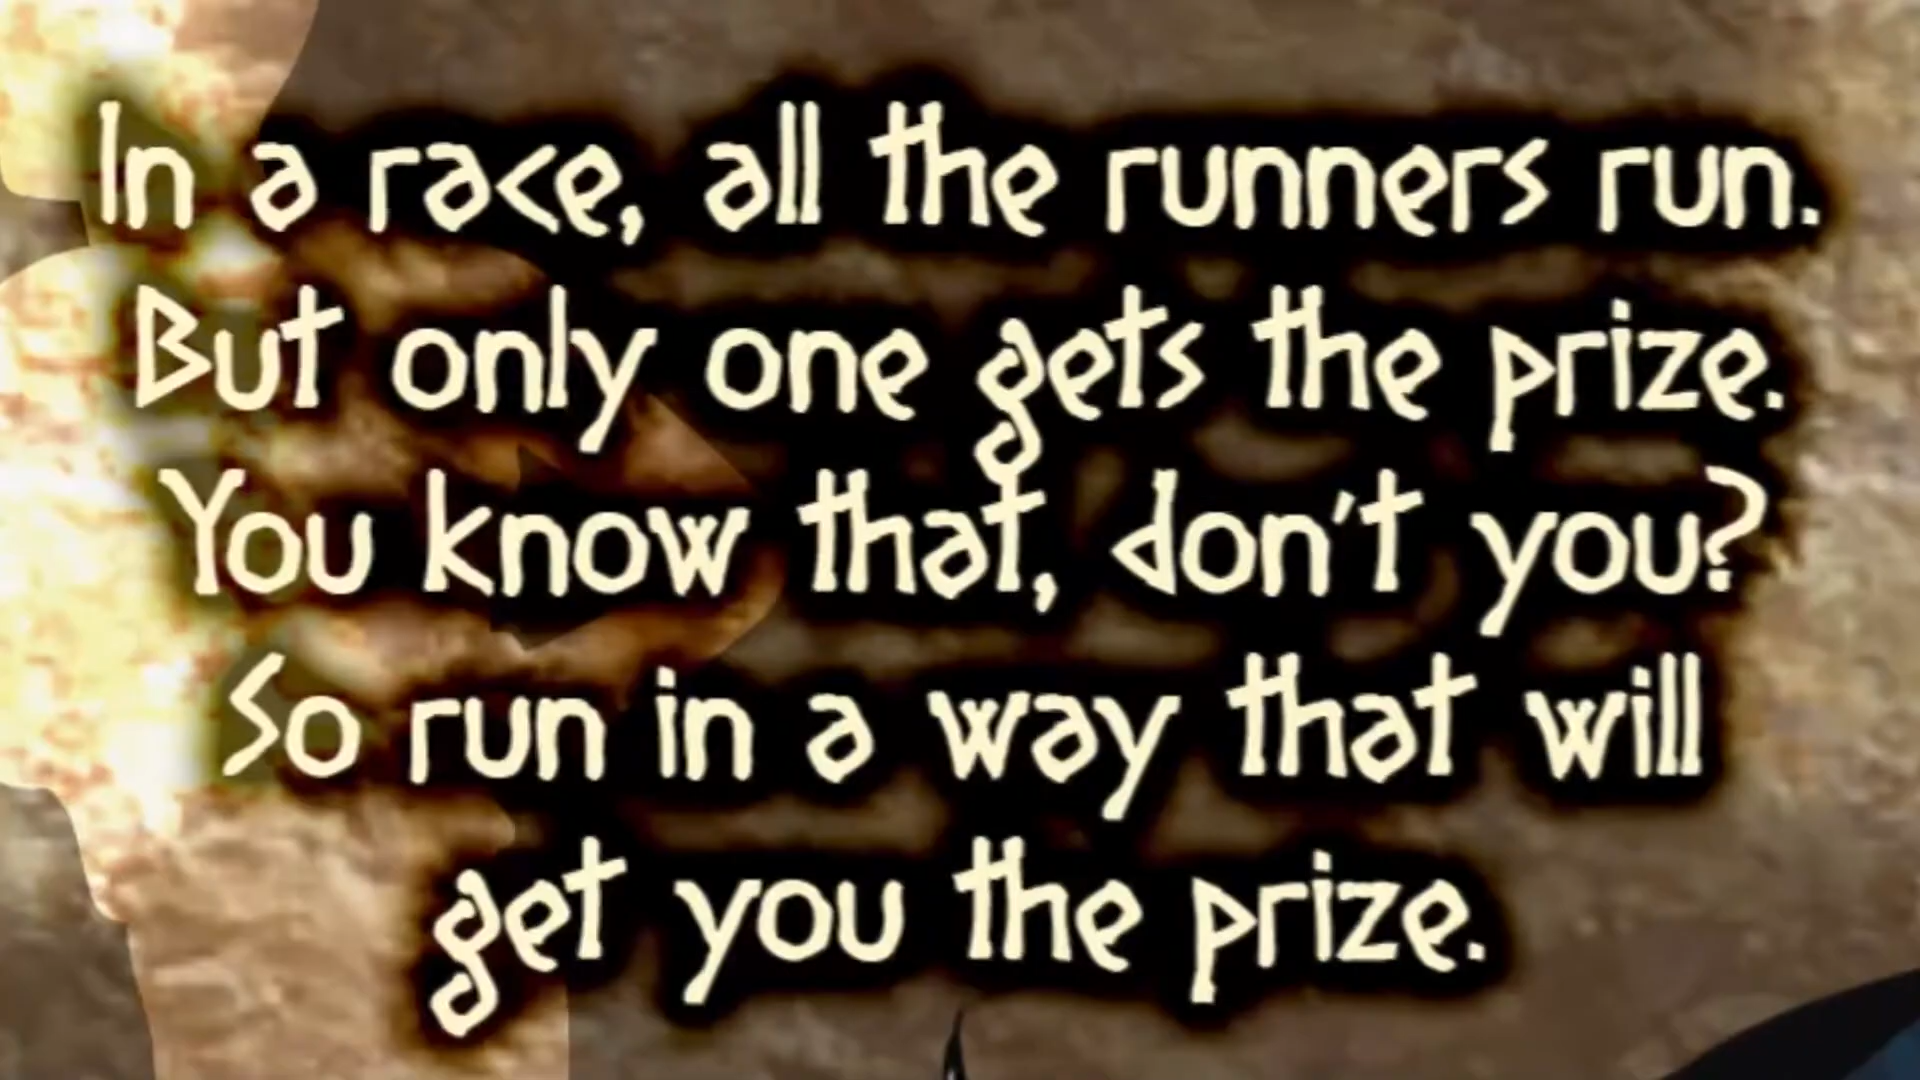 In a race, all the runners run.
But only one gets the prize.
You know that, don't you?
So run in a way that will
get you the prize.